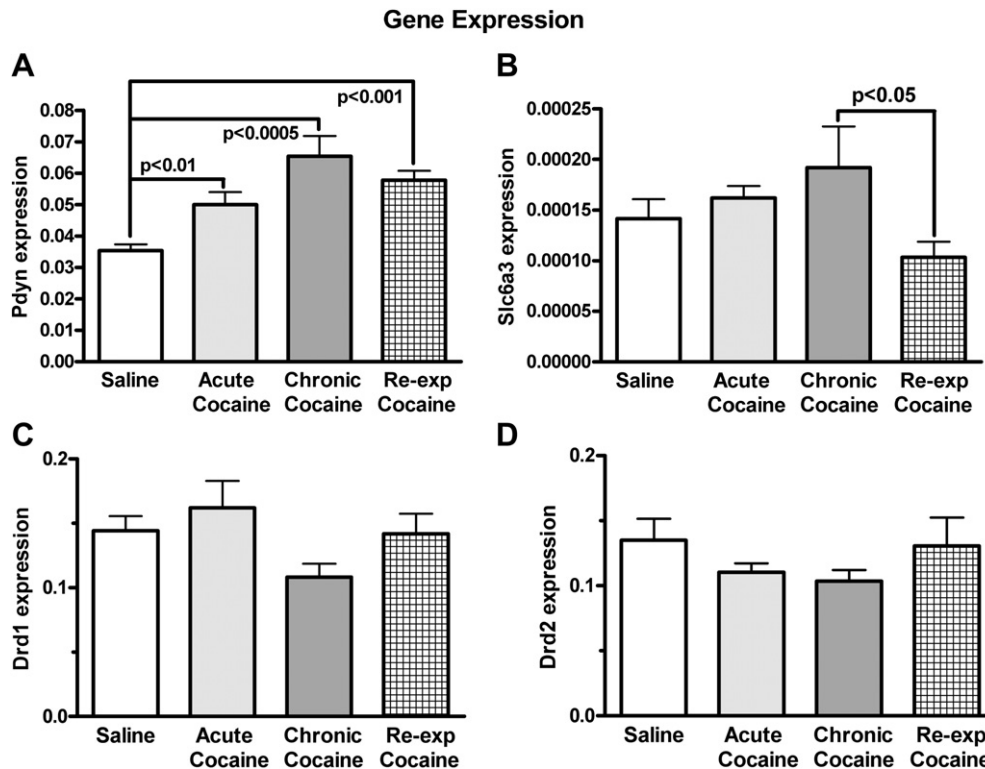 Gene Expression
A
Pdyn expression
0.08
0.07
0.06
0.05
0.04
0.03
0.02
0.01
0.00
p<0.001
p<0.0005
p<0.01
Saline
Acute
Cocaine
Chronic
Cocaine
Re-exp
Cocaine
B
Slc6a3 expression
0.00025
0.00020
0.00015
0.00010
0.00005
0.00000
p<0.05
Saline
Acute
Cocaine
Chronic
Cocaine
Re-exp
Cocaine
C
Drd1 expression
0.2
0.1
0.0
Saline
Acute
Cocaine
Chronic
Cocaine
Re-exp
Cocaine
D
Drd2 expression
0.2
0.1
0.0
Saline
Acute
Cocaine
Chronic
Cocaine
Re-exp
Cocaine